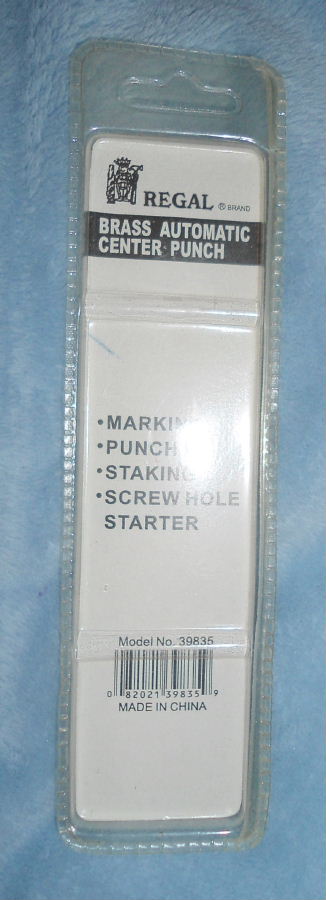 REGAL ® BRAND
BRASS AUTOMATIC
CENTER PUNCH
•MARKIN
•PUNCH
•STAKING
•SCREW HOLE
STARTER
Model No. 39835
0 82021 39835 9
MADE IN CHINA